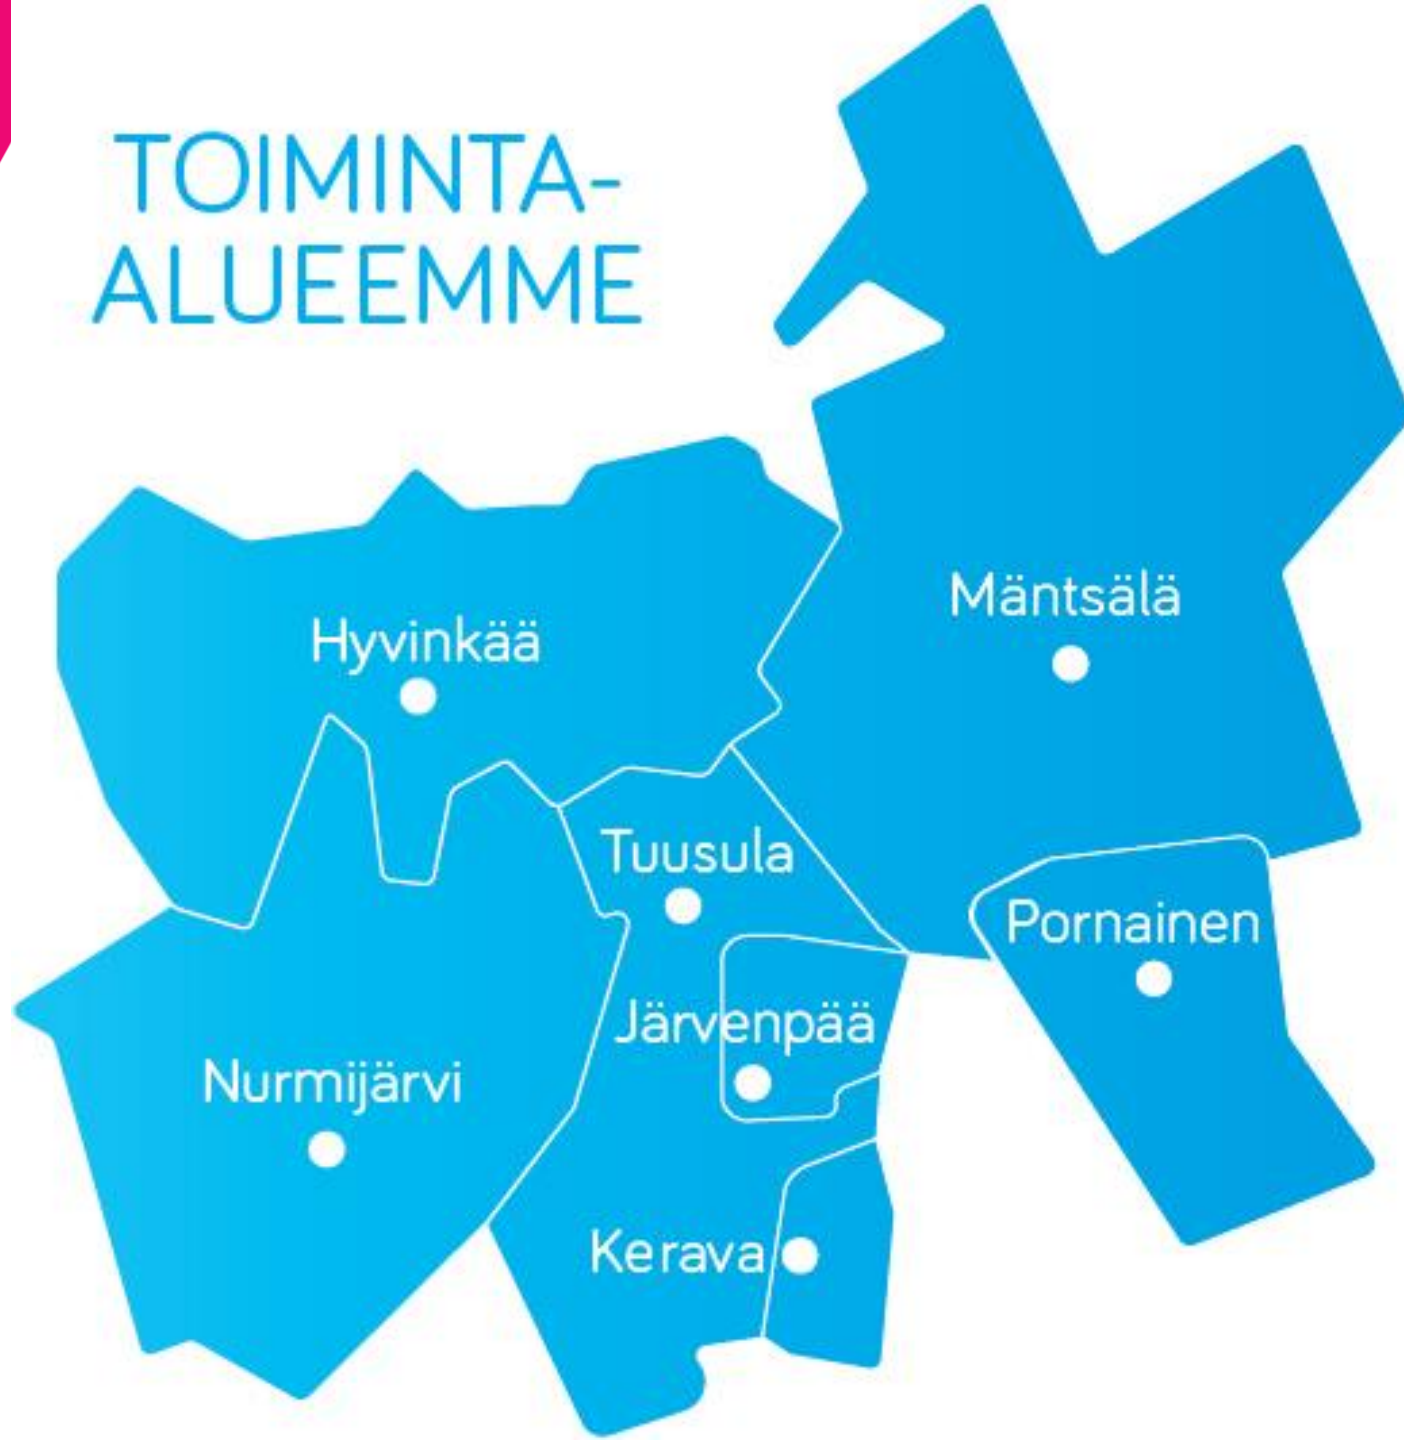 TOIMINTA-
ALUEEMME
Mäntsälä
Hyvinkää
Tuusula
Pornainen
Järvenpää
Nurmijärvi
Kerava